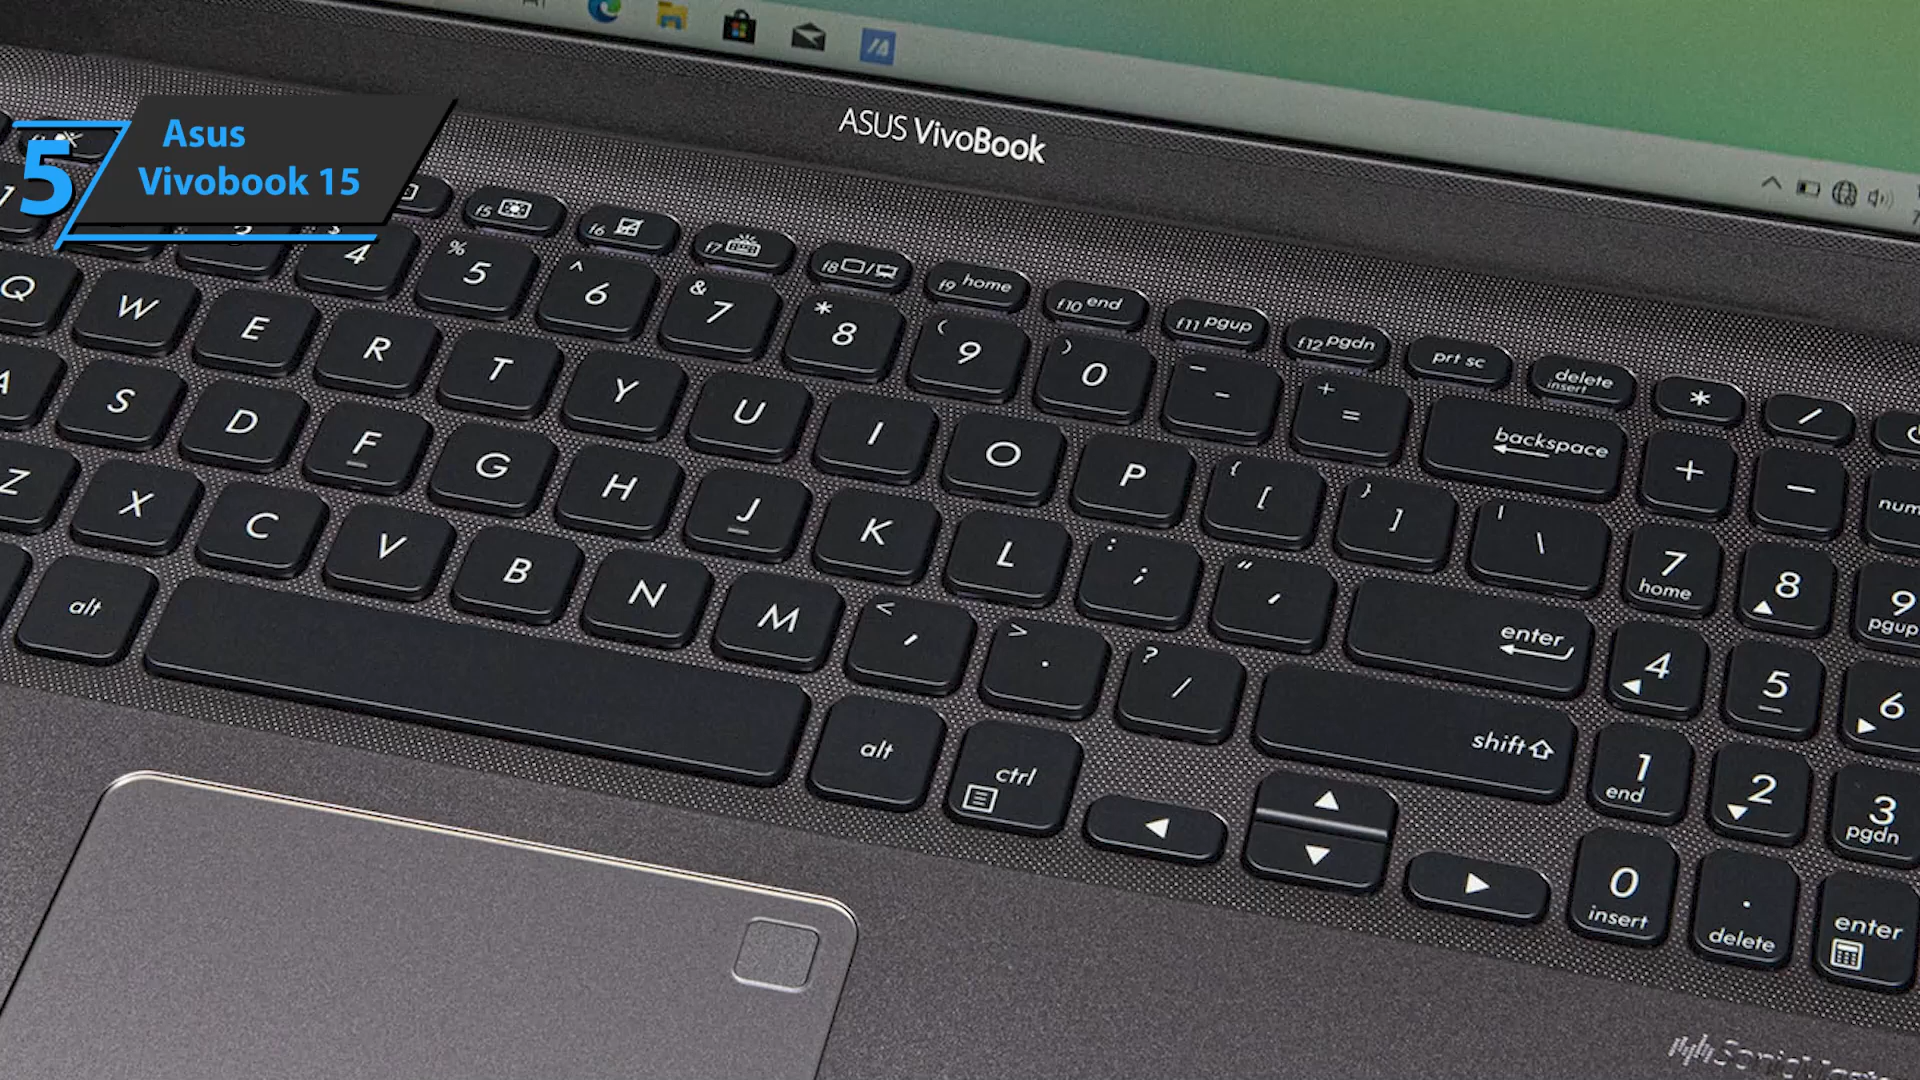 ASUS VivoBook
5
Asus
Vivobook 15
f5 f6 f7 f8 f9 home f10 end f11 pgup f12 pgdn prt sc delete insert * /
$ 4 % 5 ^ 6 & 7 * 8 ( 9 ) 0 _ - + = backspace + - num
Q W E R T Y U I O P { [ } ] | \ 7 home 8 9 pgup
A S D F G H J K L : ; " ' enter 4 5 6
Z X C V B N M < , > . ? / shift 1 end 2 3 pgdn
alt alt ctrl 0 insert . delete enter